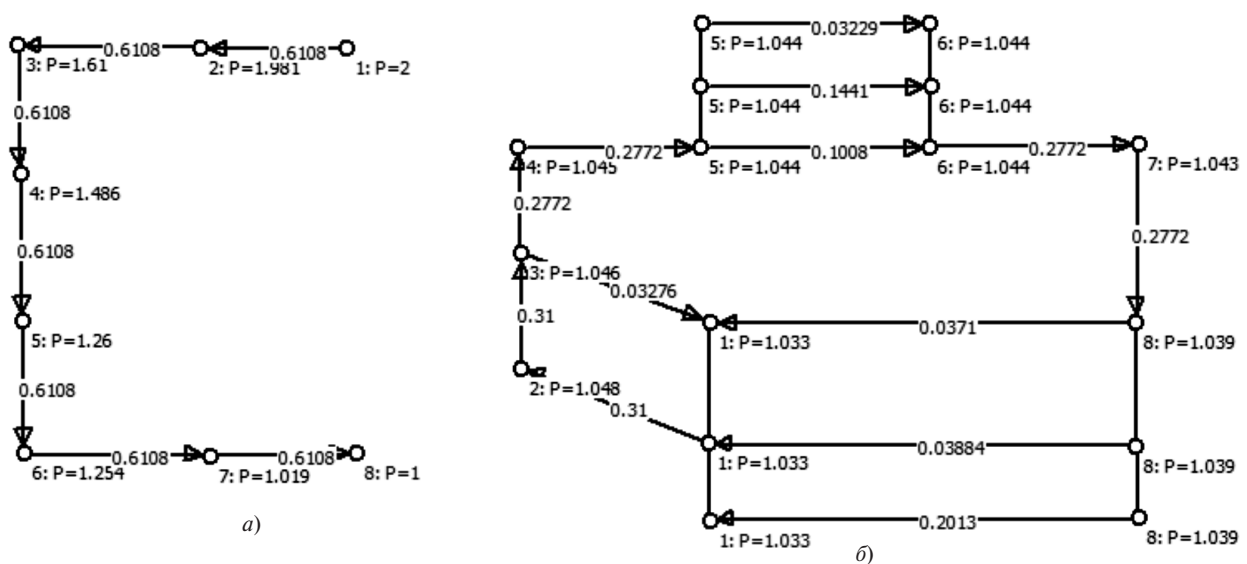 0.6108
0.6108
3: P=1.61
2: P=1.981
1: P=2
0.6108
4: P=1.486
0.6108
5: P=1.26
0.6108
0.6108
0.6108
6: P=1.254
7: P=1.019
8: P=1
а)
0.03229
5: P=1.044
6: P=1.044
0.1441
5: P=1.044
6: P=1.044
0.2772
0.1008
0.2772
4: P=1.045
5: P=1.044
6: P=1.044
7: P=1.043
0.2772
0.2772
3: P=1.046
0.03276
0.31
0.0371
1: P=1.033
8: P=1.039
2: P=1.048
0.31
0.03884
1: P=1.033
8: P=1.039
0.2013
1: P=1.033
8: P=1.039
б)